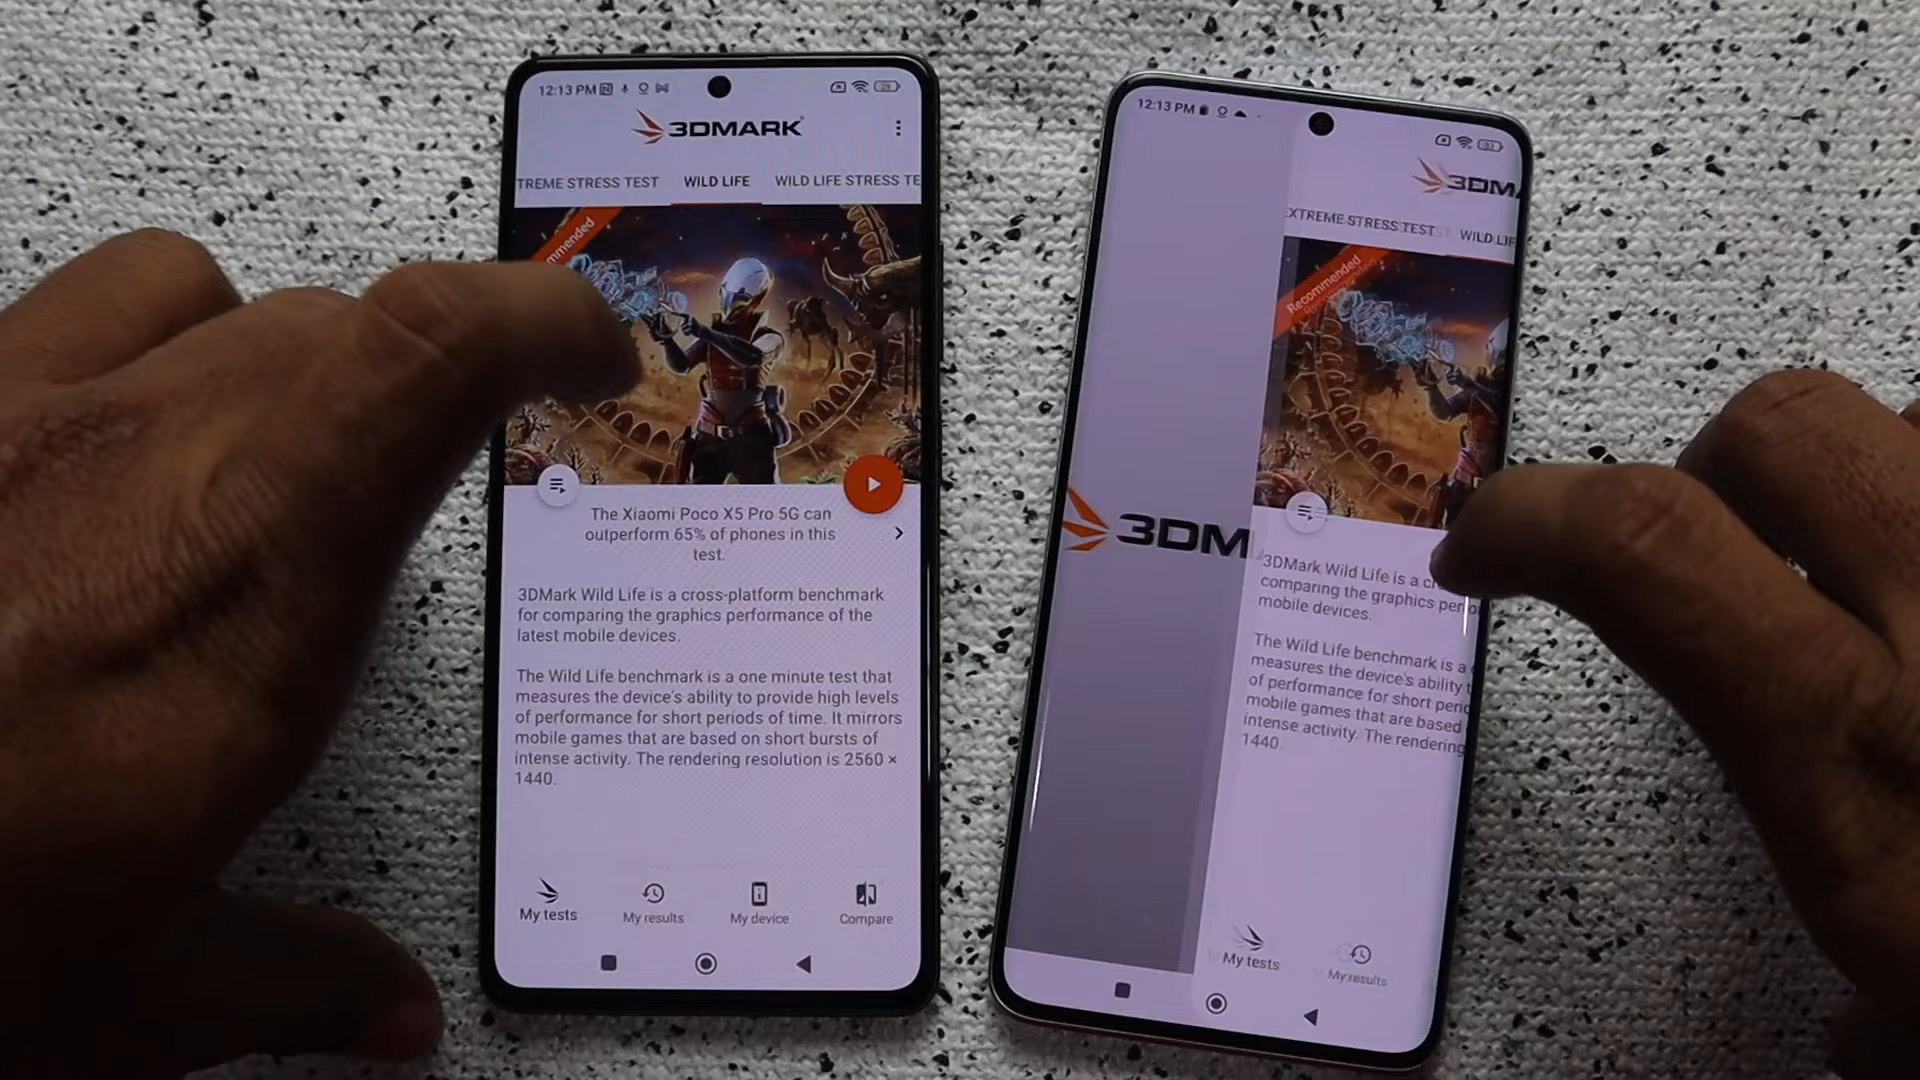 12:13 PM
3DMARK
TREME STRESS TEST WILD LIFE WILD LIFE STRESS TE
mmended
The Xiaomi Poco X5 Pro 5G can
outperform 65% of phones in this
test.
3DMark Wild Life is a cross-platform benchmark
for comparing the graphics performance of the
latest mobile devices.
The Wild Life benchmark is a one minute test that
measures the device's ability to provide high levels
of performance for short periods of time. It mirrors
mobile games that are based on short bursts of
intense activity. The rendering resolution is 2560 ×
1440.
My tests My results My device Compare
12:13 PM
3DM
EXTREME STRESS TEST WILD LIF
Recommended
3DM
3DMark Wild Life is a c
comparing the graphics per
mobile devices.
The Wild Life benchmark is a
measures the device's ability t
of performance for short perio
mobile games that are based
intense activity. The rendering
1440.
My tests My results